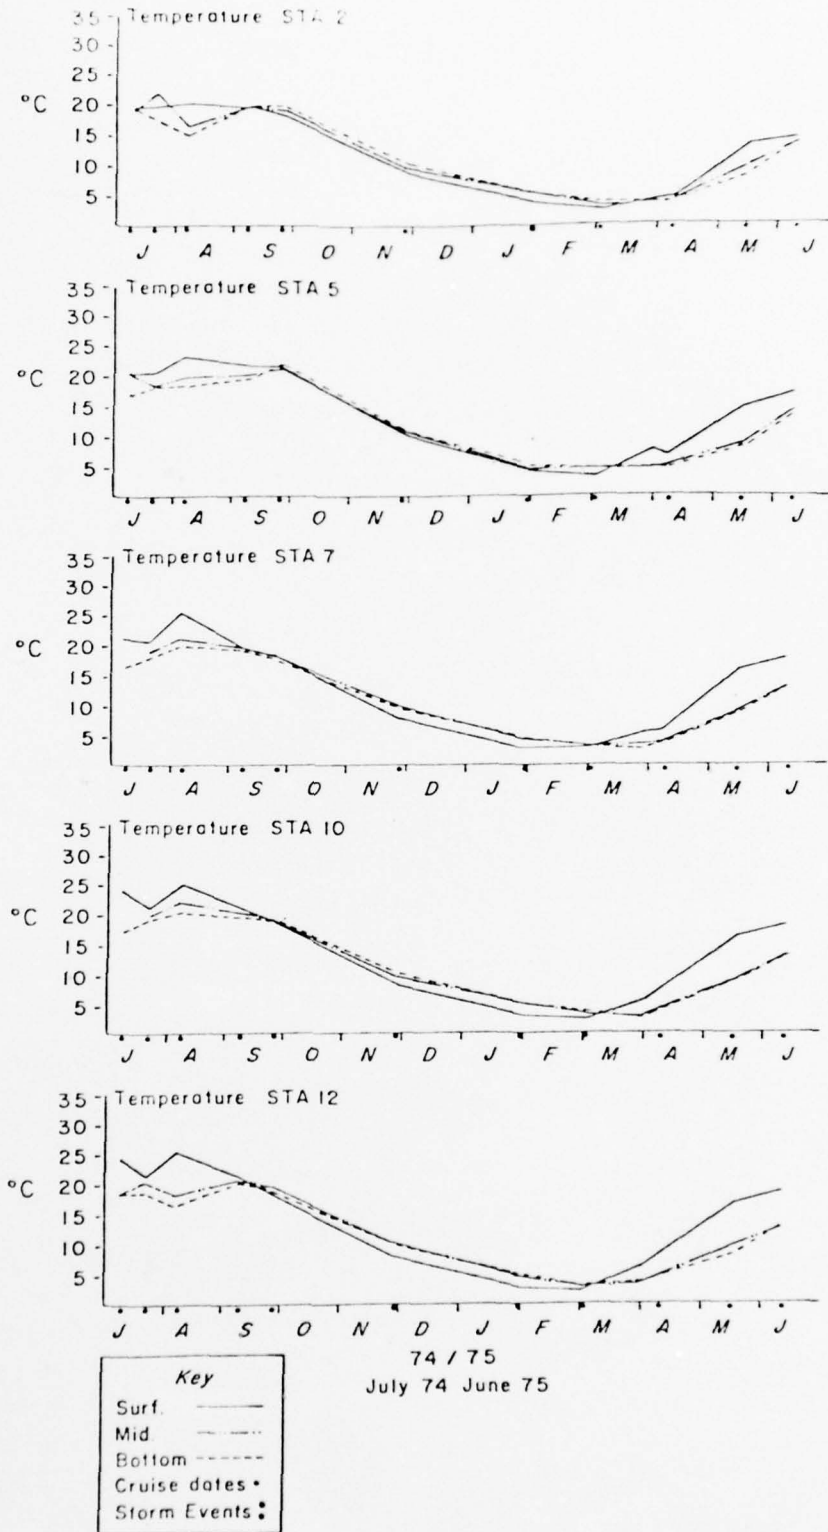 Temperature STA 2
35
30
25
°C 20
15
10
5
J A S O N D J F M A M J
Temperature STA 5
35
30
25
°C 20
15
10
5
J A S O N D J F M A M J
Temperature STA 7
35
30
25
°C 20
15
10
5
J A S O N D J F M A M J
Temperature STA 10
35
30
25
°C 20
15
10
5
J A S O N D J F M A M J
Temperature STA 12
35
30
25
°C 20
15
10
5
J A S O N D J F M A M J
74 / 75
July 74 June 75
Key
Surf.
Mid
Bottom
Cruise dates
Storm Events